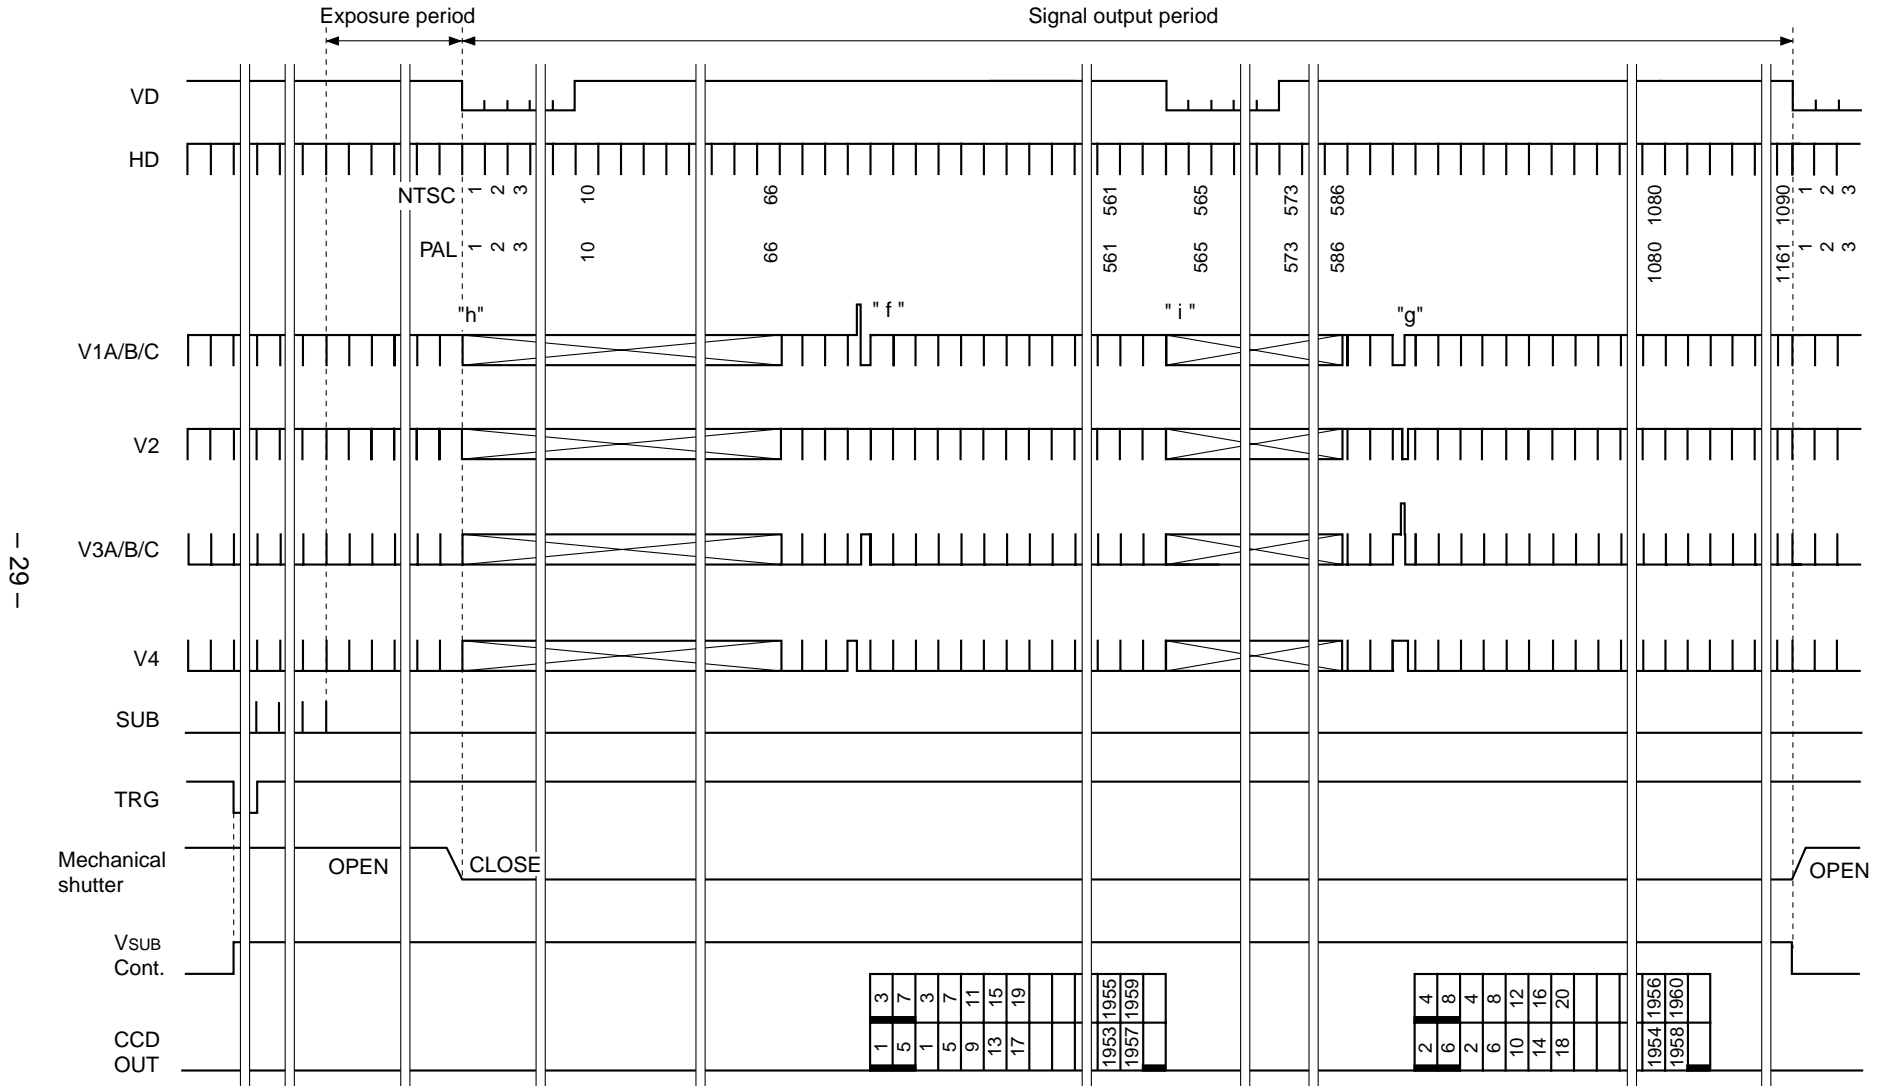 Exposure period
Signal output period
VD
HD
NTSC 1 2 3 10 66 561 565 573 586 1080 1090 1 2 3
PAL 1 2 3 10 66 561 565 573 586 1080 1161 1 2 3
"h" " f " " i " "g"
V1A/B/C
V2
V3A/B/C
– 29 –
V4
SUB
TRG
Mechanical
shutter
OPEN CLOSE OPEN
VSUB
Cont.
3 7 3 7 11 15 19 1955 1959 4 8 4 8 12 16 20 1956 1960
CCD
OUT
1 5 1 5 9 13 17 1953 1957 2 6 2 6 10 14 18 1954 1958